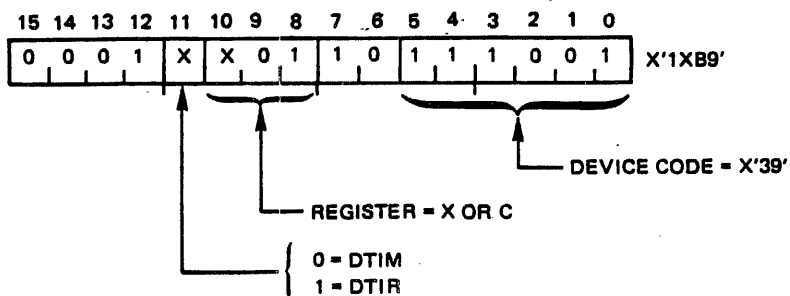 15 14 13 12 11 10 9 8 7 6 5 4 3 2 1 0
0 0 0 1 X X 0 1 1 0 1 1 1 0 0 1 X'1XB9'
DEVICE CODE = X'39'
REGISTER = X OR C
0 = DTIM
1 = DTIR